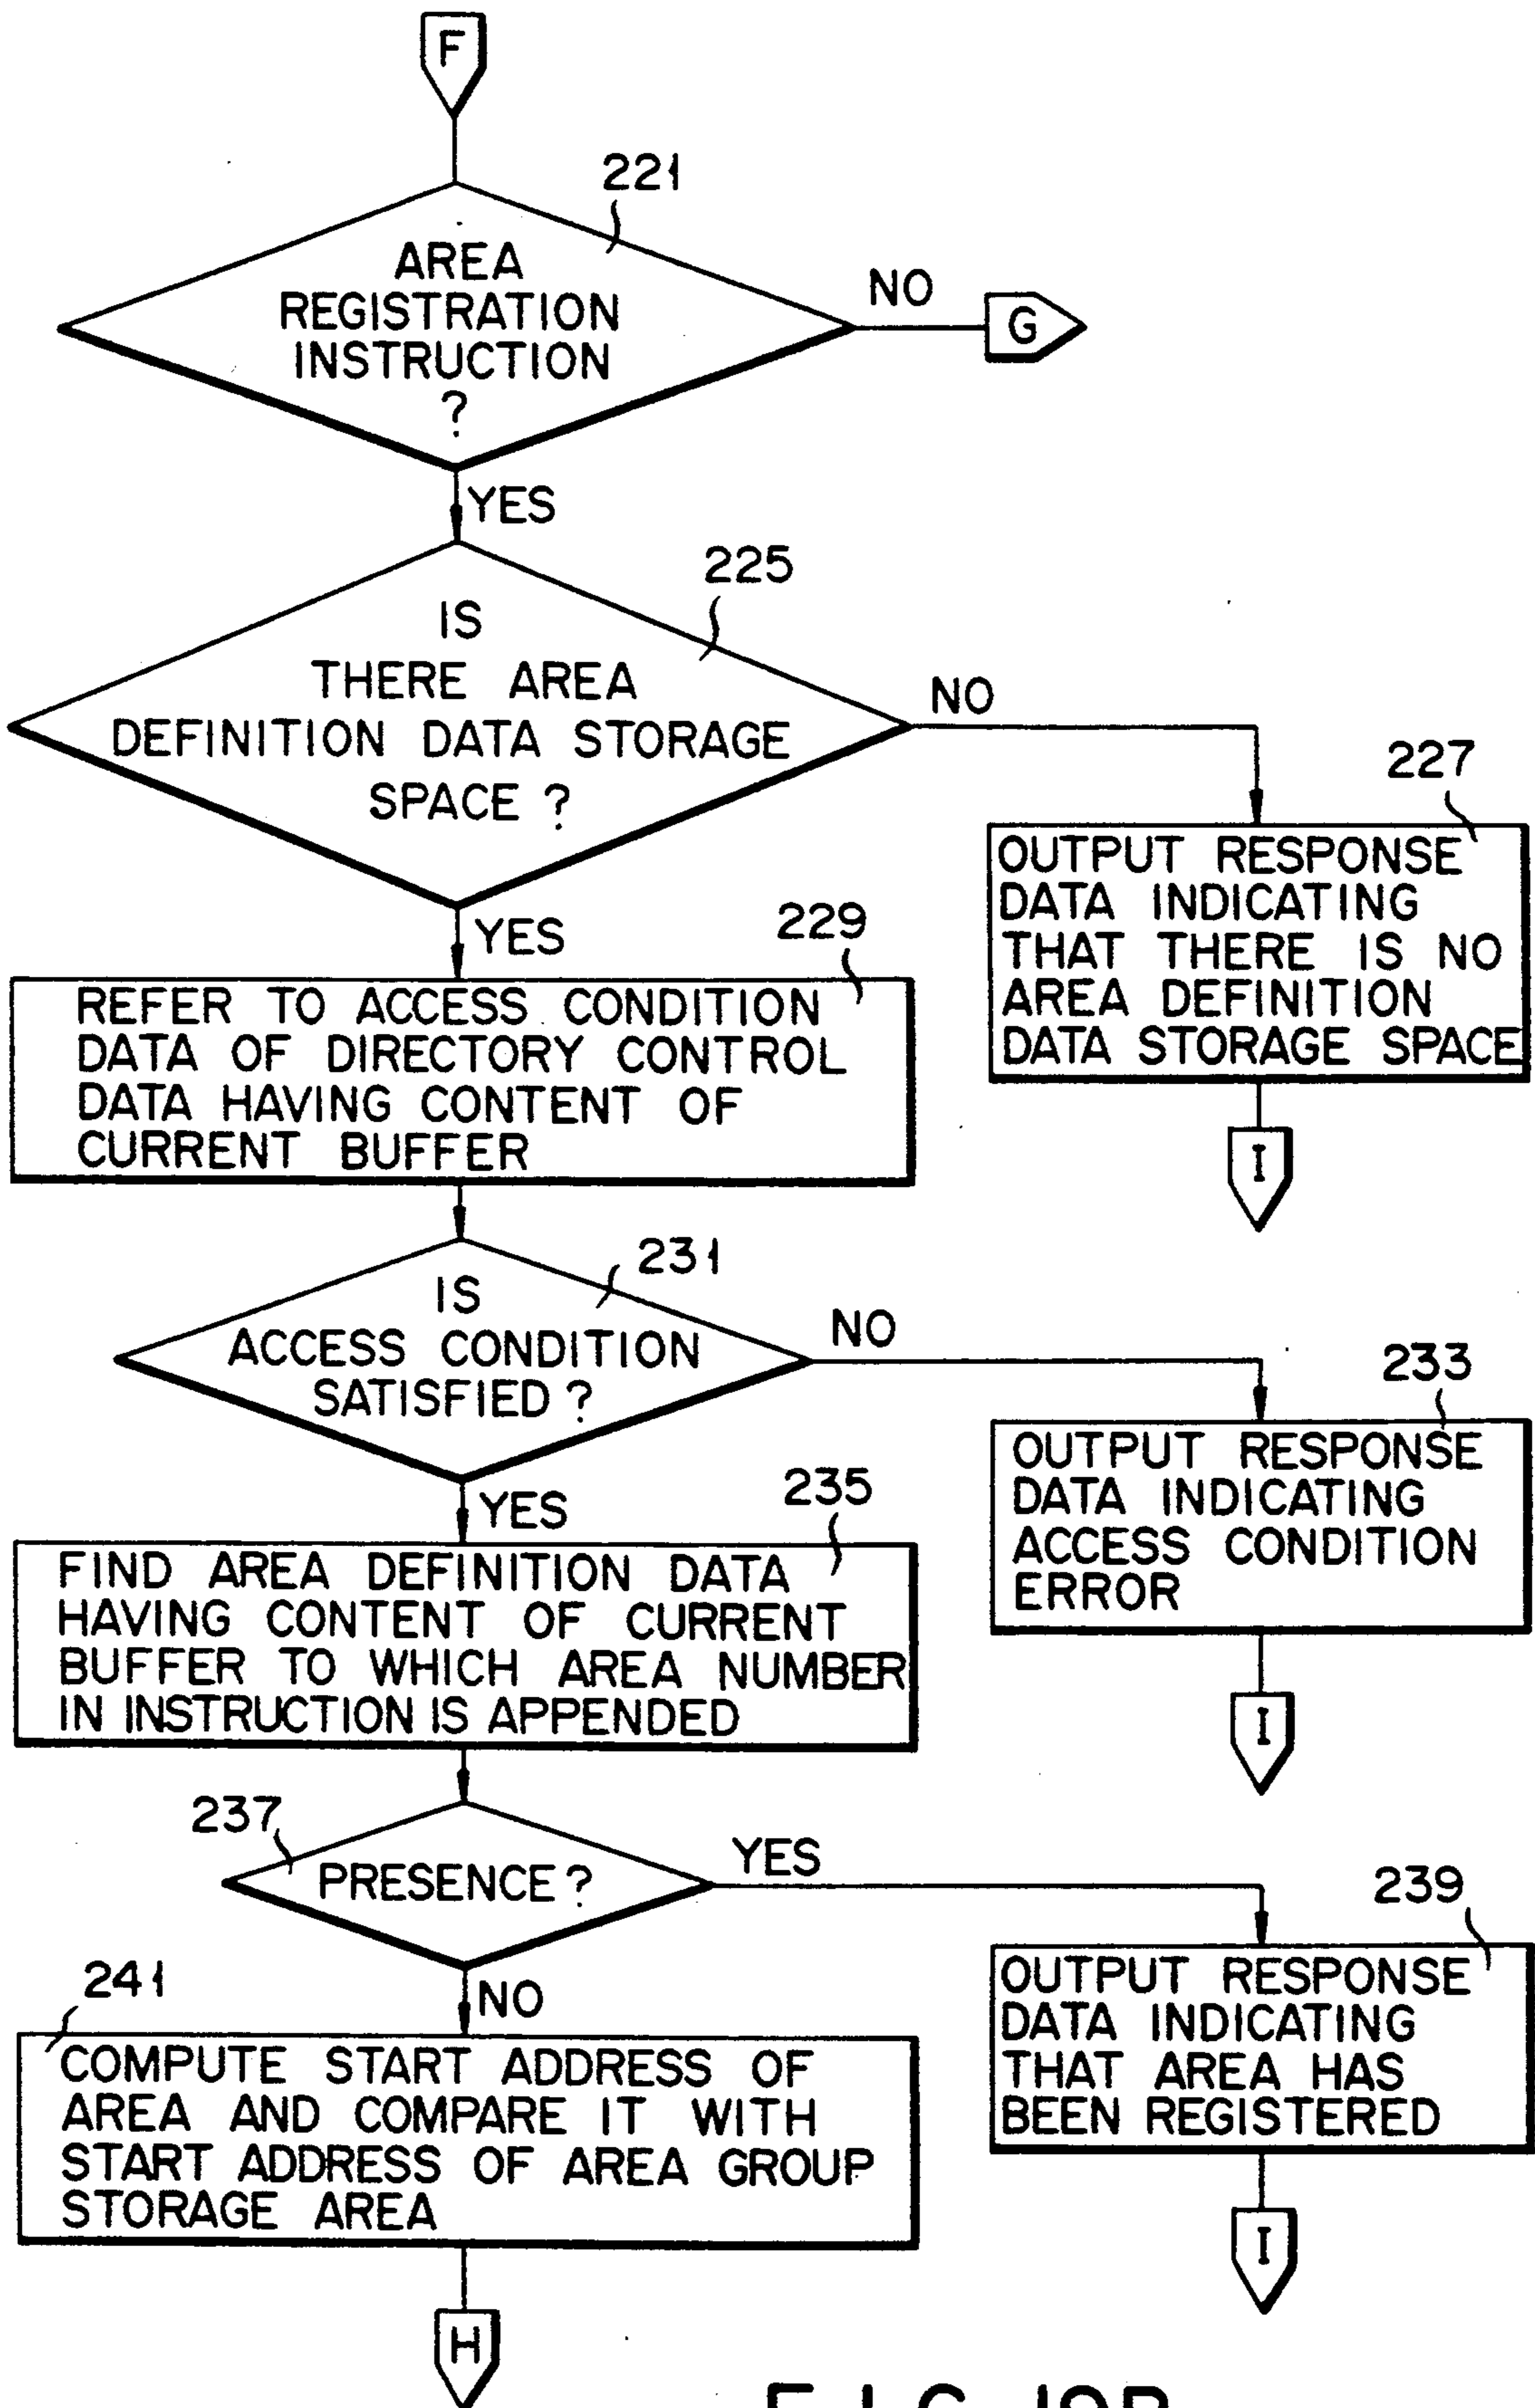 F
221
AREA
REGISTRATION
INSTRUCTION
?
NO
G
YES
225
IS
THERE AREA
DEFINITION DATA STORAGE
SPACE ?
NO
227
OUTPUT RESPONSE
DATA INDICATING
THAT THERE IS NO
AREA DEFINITION
DATA STORAGE SPACE
I
YES
229
REFER TO ACCESS CONDITION
DATA OF DIRECTORY CONTROL
DATA HAVING CONTENT OF
CURRENT BUFFER
231
IS
ACCESS CONDITION
SATISFIED ?
NO
233
OUTPUT RESPONSE
DATA INDICATING
ACCESS CONDITION
ERROR
I
YES
235
FIND AREA DEFINITION DATA
HAVING CONTENT OF CURRENT
BUFFER TO WHICH AREA NUMBER
IN INSTRUCTION IS APPENDED
237
PRESENCE ?
YES
239
OUTPUT RESPONSE
DATA INDICATING
THAT AREA HAS
BEEN REGISTERED
I
NO
241
COMPUTE START ADDRESS OF
AREA AND COMPARE IT WITH
START ADDRESS OF AREA GROUP
STORAGE AREA
H